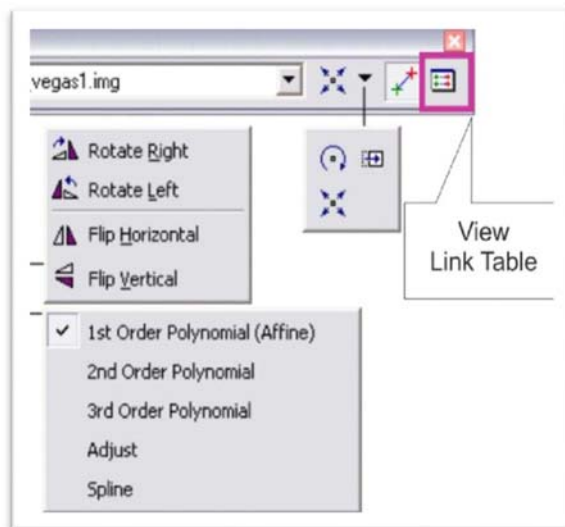 _vegas1.img
Rotate Right
Rotate Left
Flip Horizontal
Flip Vertical
View
Link Table
1st Order Polynomial (Affine)
2nd Order Polynomial
3rd Order Polynomial
Adjust
Spline